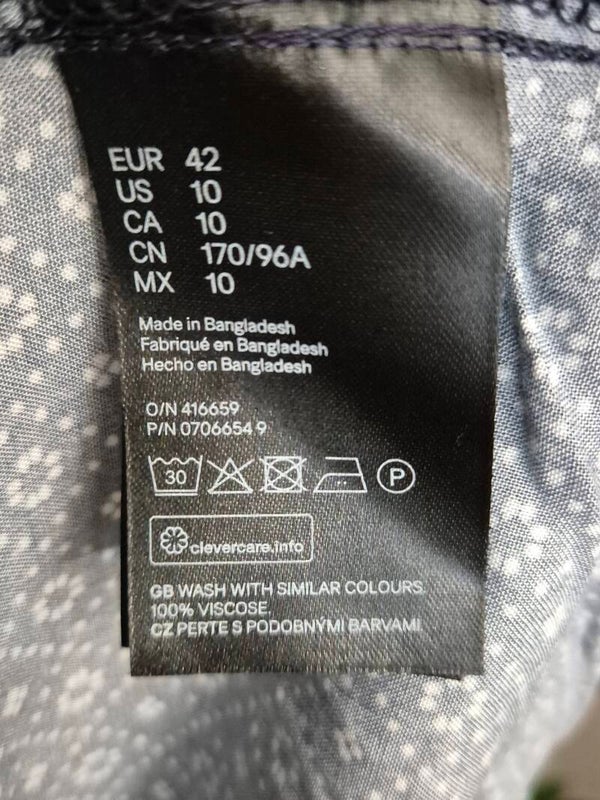 EUR 42
US 10
CA 10
CN 170/96A
MX 10
Made in Bangladesh
Fabriqué en Bangladesh
Hecho en Bangladesh
O/N 416659
P/N 0706654 9
30
P
clevercare.info
GB WASH WITH SIMILAR COLOURS.
100% VISCOSE.
CZ PERTE S PODOBNÝMI BARVAMI.